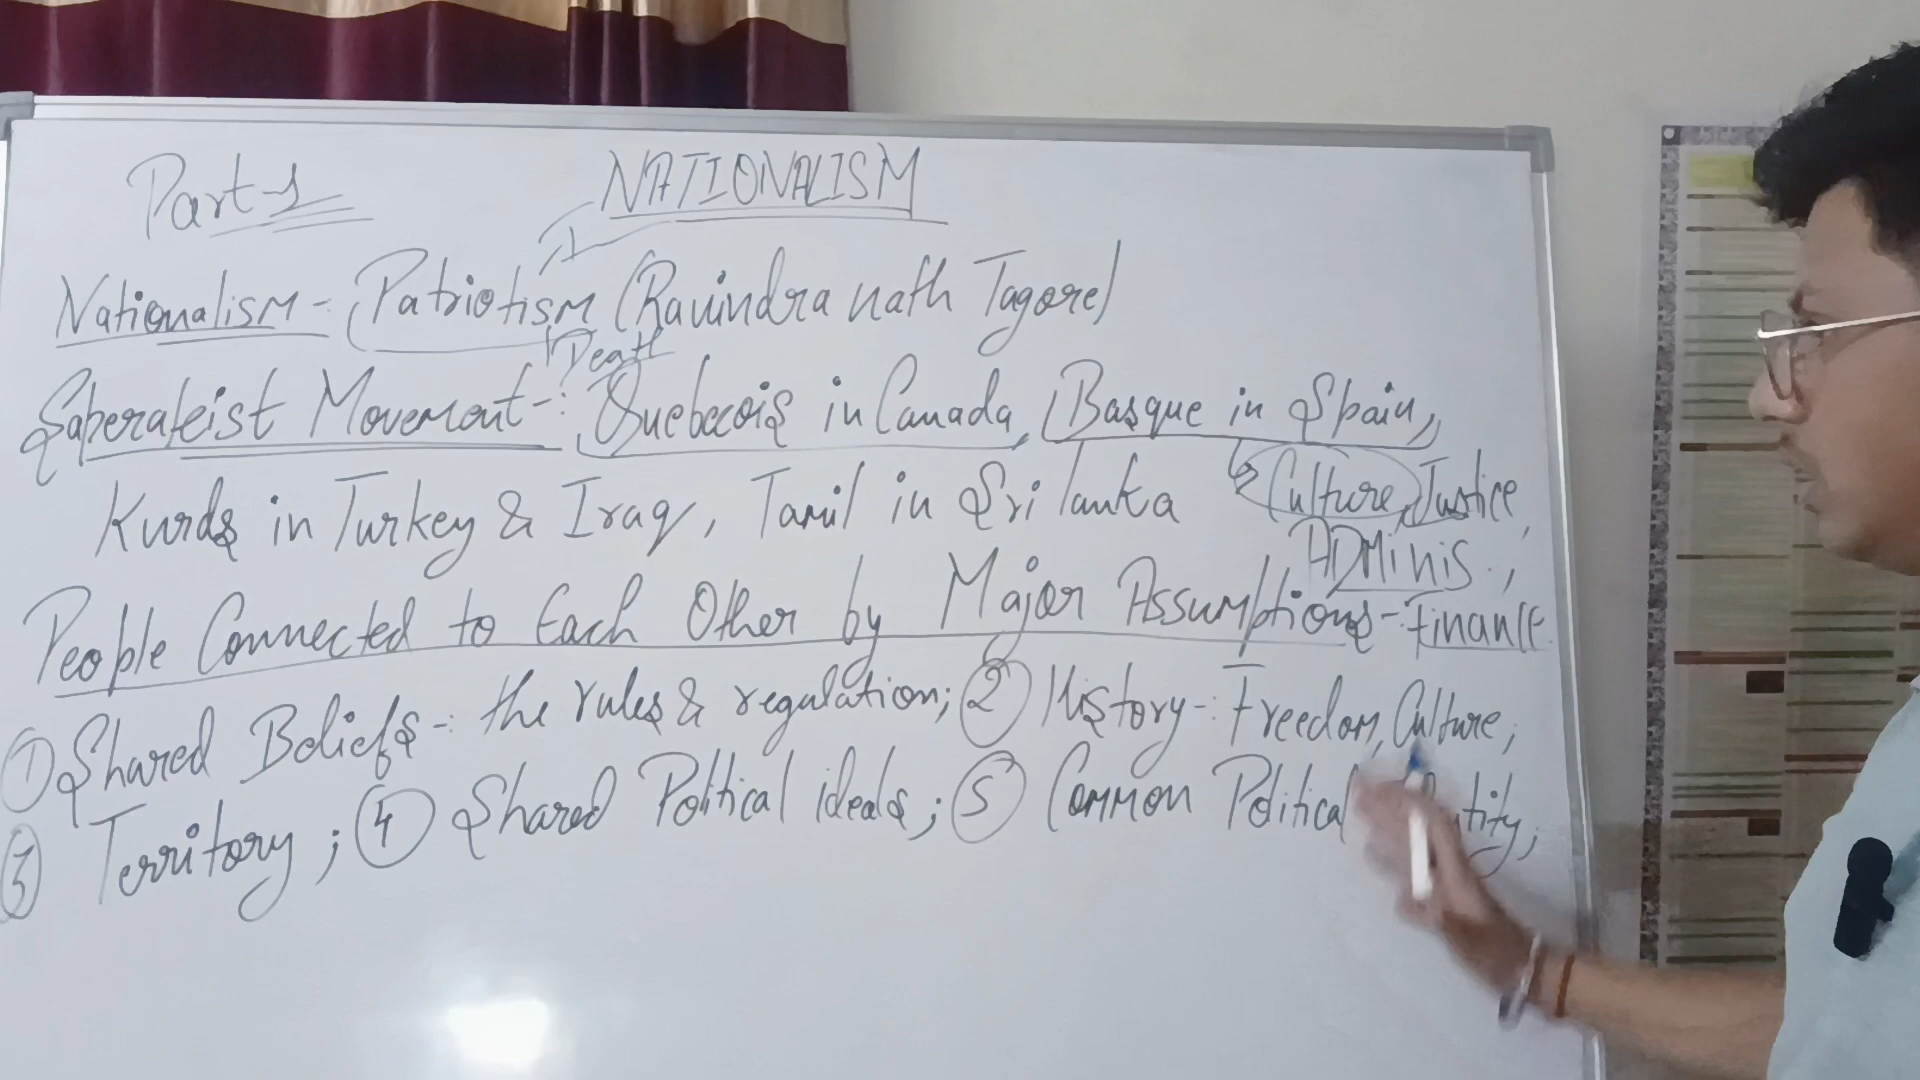 Part-1
NATIONALISM
Nationalism - Patriotism (Ravindra nath Tagore)
Death
Saperateist Movement -: Quebecois in Canada, Basque in Spain,
Kurds in Turkey & Iraq, Tamil in Sri lanka
Culture, Justice,
ADMinis.,
Finance.
People Connected to Each Other by Major Assumptions -:
① Shared Beliefs -: the rules & regulation; ② History -: Freedom, Culture,
③ Territory; ④ Shared Political ideals; ⑤ Common Political